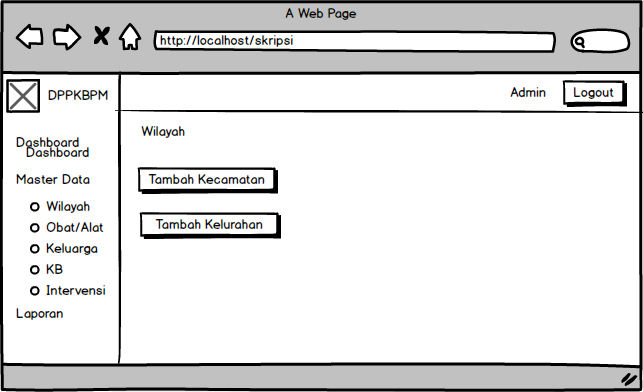 A Web Page
http://localhost/skripsi
DPPKBPM
Admin
Logout
Dashboard
Dashboard
Master Data
Wilayah
Obat/Alat
Keluarga
KB
Intervensi
Laporan
Wilayah
Tambah Kecamatan
Tambah Kelurahan